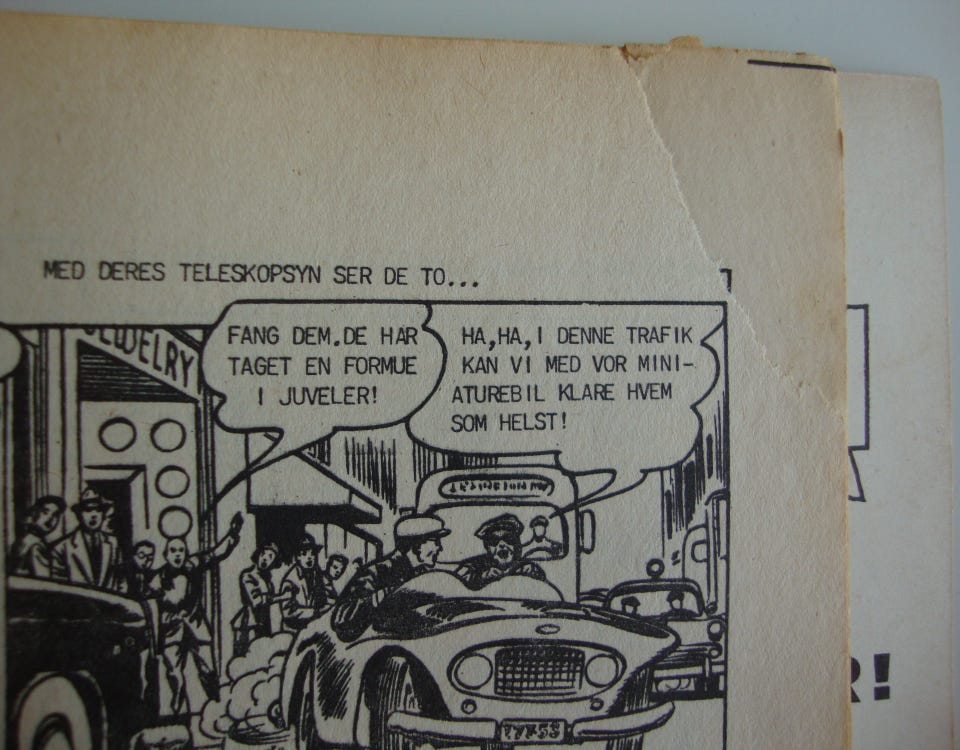 MED DERES TELESKOPSYN SER DE TO...
FANG DEM. DE HAR
TAGET EN FORMUE
I JUVELER!
HA, HA, I DENNE TRAFIK
KAN VI MED VOR MINI-
ATUREBIL KLARE HVEM
SOM HELST!
JEWELRY
!